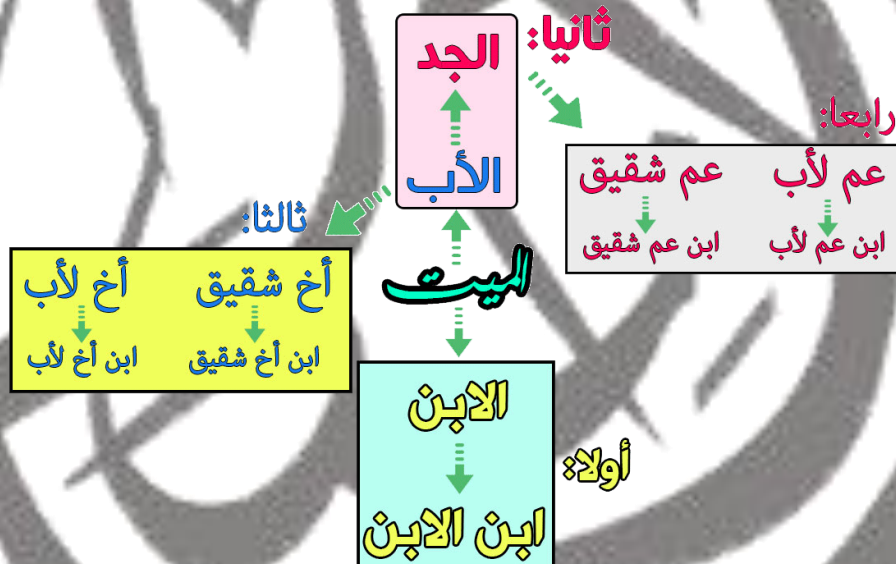 ثانيا:
الجد
الأب
رابعا:
عم شقيق عم لأب
ابن عم شقيق ابن عم لأب
ثالثا:
أخ شقيق أخ لأب
ابن أخ شقيق ابن أخ لأب
الميت
أولا:
الابن
ابن الابن